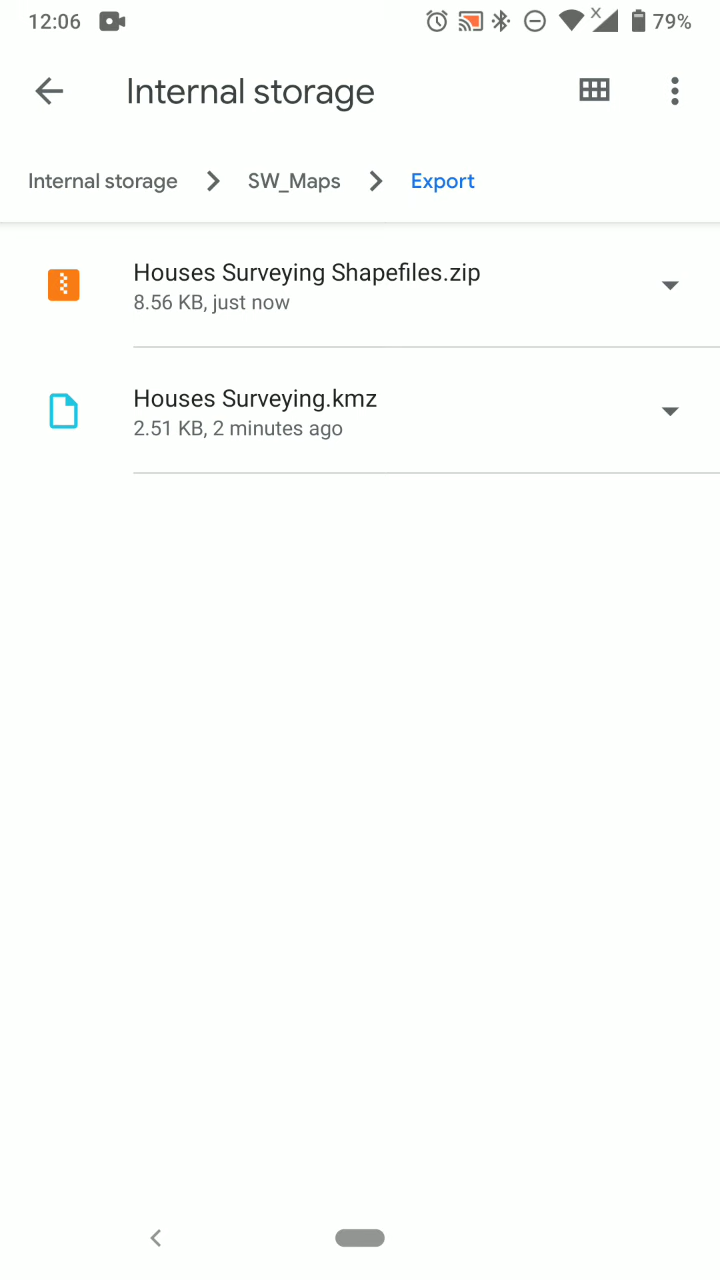 12:06
79%
Internal storage
Internal storage SW_Maps Export
Houses Surveying Shapefiles.zip
8.56 KB, just now
Houses Surveying.kmz
2.51 KB, 2 minutes ago